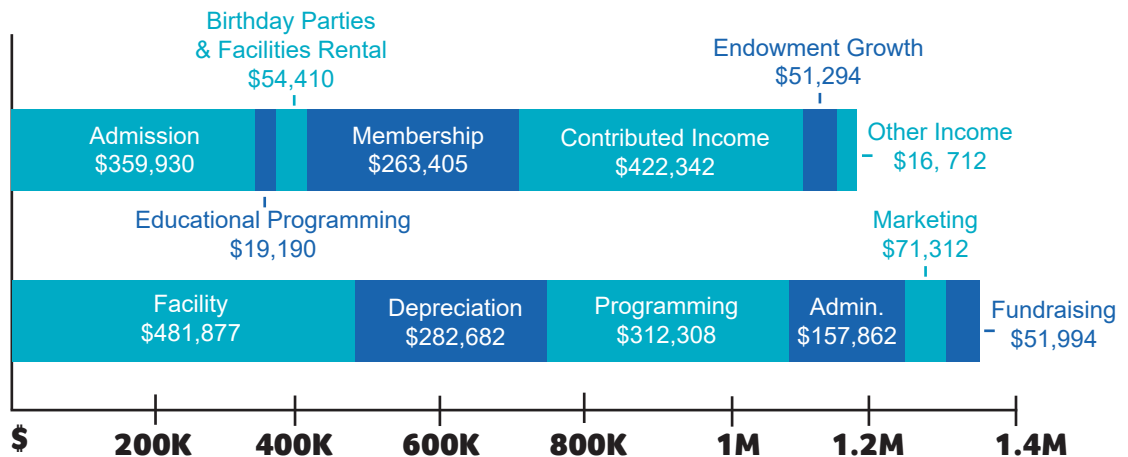 Birthday Parties
& Facilities Rental
$54,410
Endowment Growth
$51,294
Admission
$359,930
Membership
$263,405
Contributed Income
$422,342
Other Income
$16, 712
Educational Programming
$19,190
Marketing
$71,312
Facility
$481,877
Depreciation
$282,682
Programming
$312,308
Admin.
$157,862
Fundraising
$51,994
$ 200K 400K 600K 800K 1M 1.2M 1.4M